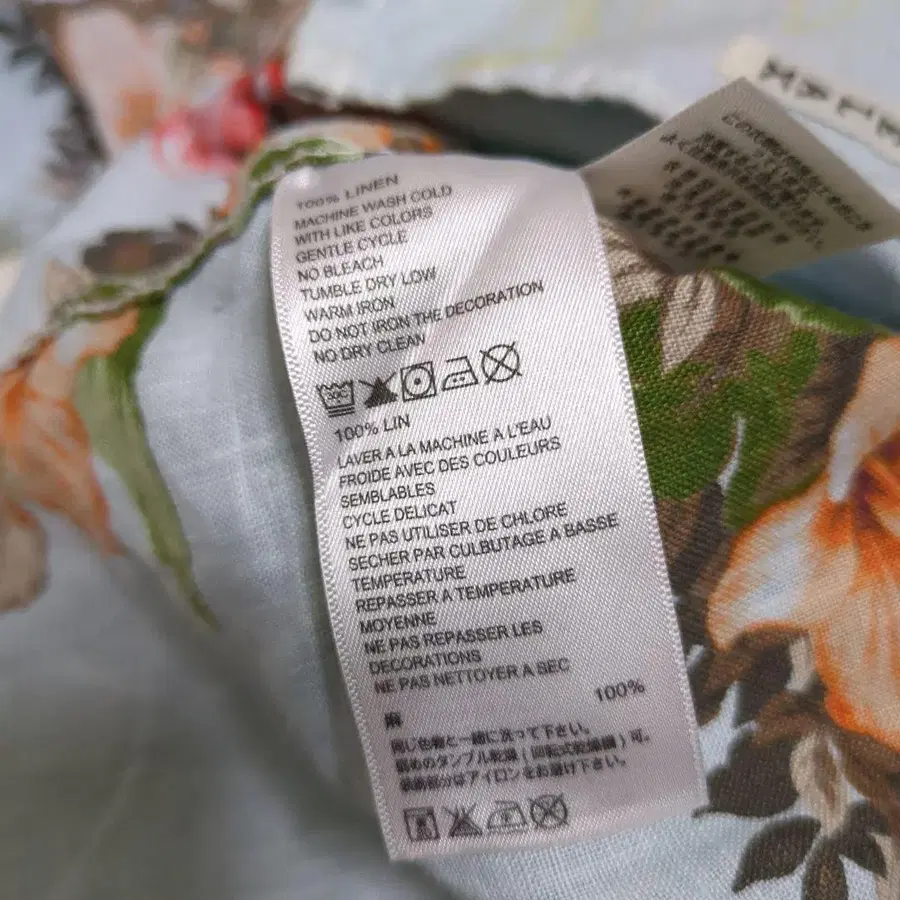 100% LINEN
MACHINE WASH COLD
WITH LIKE COLORS
GENTLE CYCLE
NO BLEACH
TUMBLE DRY LOW
WARM IRON
DO NOT IRON THE DECORATION
NO DRY CLEAN
30C
100% LIN
LAVER A LA MACHINE A L'EAU
FROIDE AVEC DES COULEURS
SEMBLABLES
CYCLE DELICAT
NE PAS UTILISER DE CHLORE
SECHER PAR CULBUTAGE A BASSE
TEMPERATURE
REPASSER A TEMPERATURE
MOYENNE
NE PAS REPASSER LES
DECORATIONS
NE PAS NETTOYER A SEC
麻 100%
同じ色物と一緒に洗って下さい。
低めのタンブル乾燥(回転式乾燥機)可。
装飾部分はアイロンをお避け下さい。